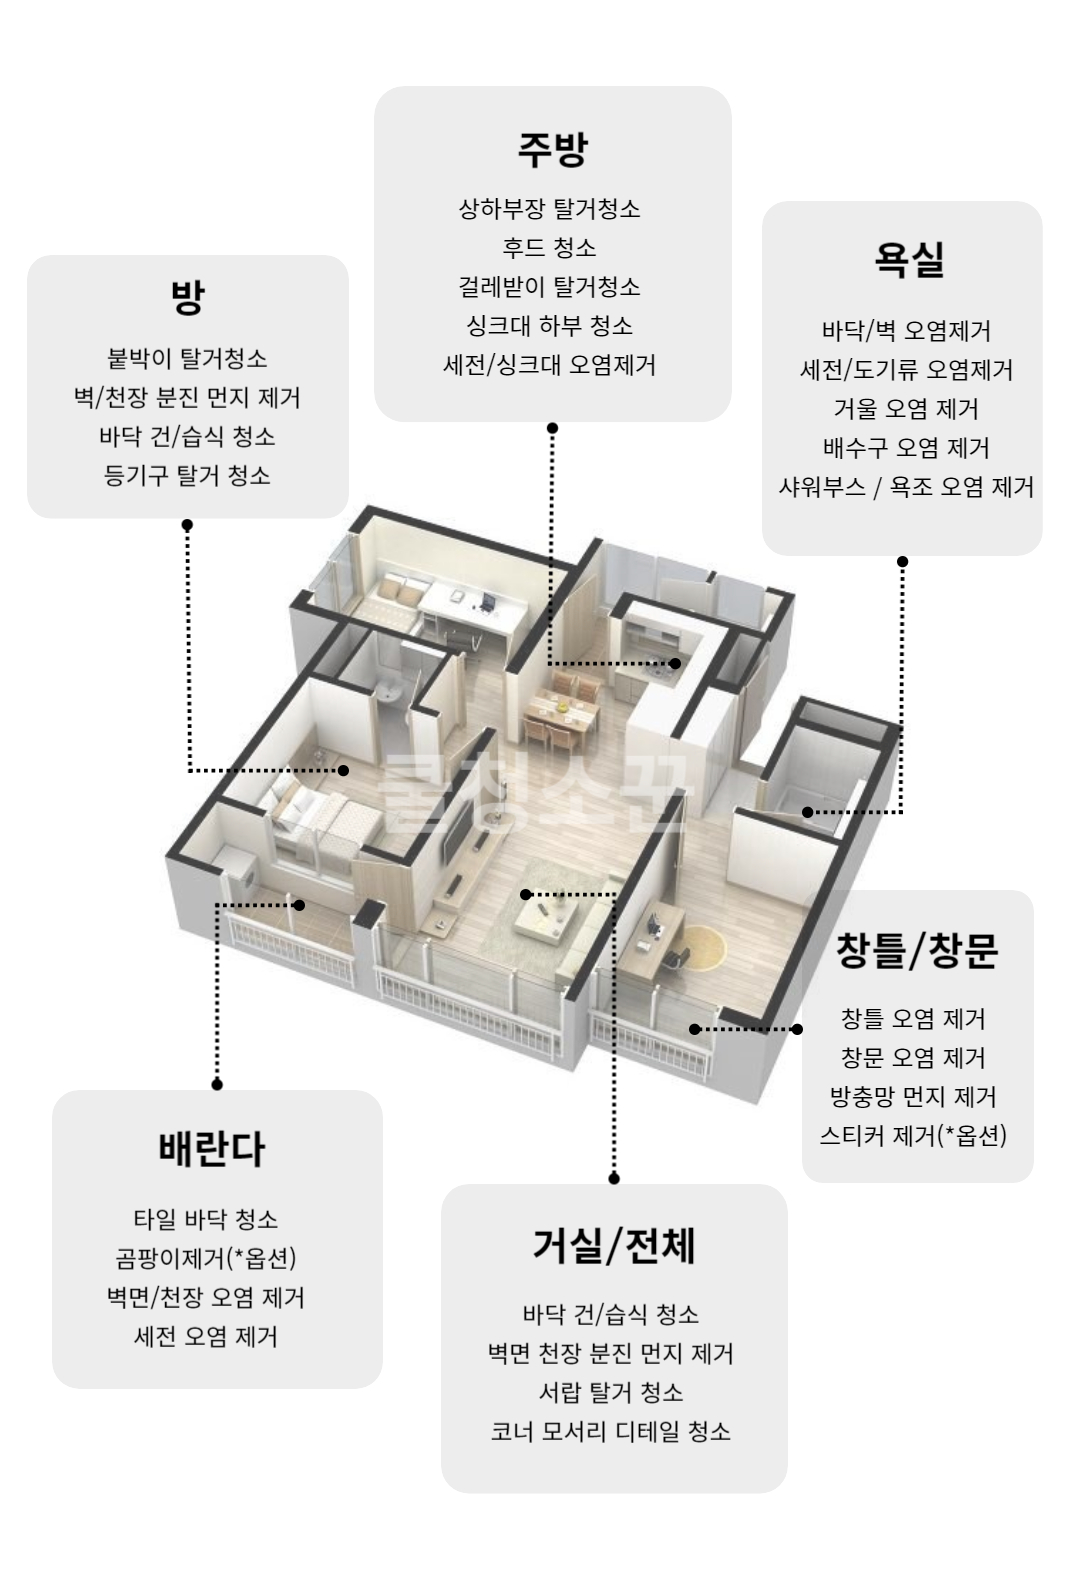 주방
상하부장 탈거청소
후드 청소
걸레받이 탈거청소
싱크대 하부 청소
세전/싱크대 오염제거
욕실
바닥/벽 오염제거
세전/도기류 오염제거
거울 오염 제거
배수구 오염 제거
샤워부스 / 욕조 오염 제거
방
붙박이 탈거청소
벽/천장 분진 먼지 제거
바닥 건/습식 청소
등기구 탈거 청소
쿨청소꾼
창틀/창문
창틀 오염 제거
창문 오염 제거
방충망 먼지 제거
스티커 제거(*옵션)
배란다
타일 바닥 청소
곰팡이제거(*옵션)
벽면/천장 오염 제거
세전 오염 제거
거실/전체
바닥 건/습식 청소
벽면 천장 분진 먼지 제거
서랍 탈거 청소
코너 모서리 디테일 청소